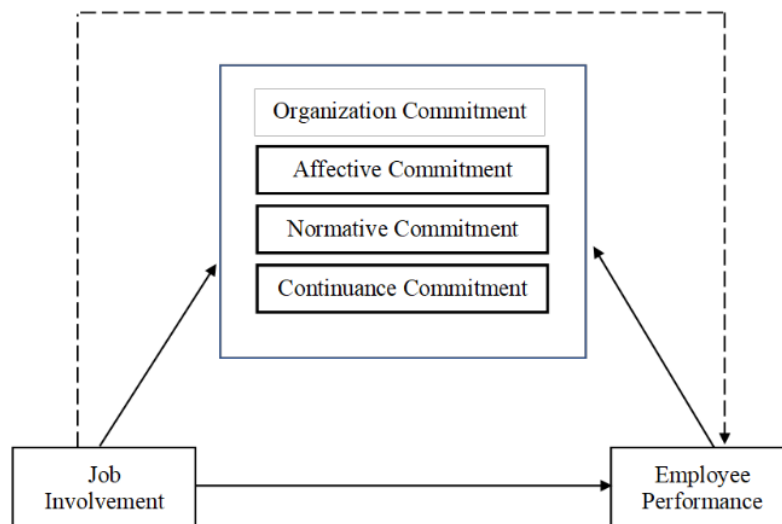 Organization Commitment
Affective Commitment
Normative Commitment
Continuance Commitment
Job
Involvement
Employee
Performance